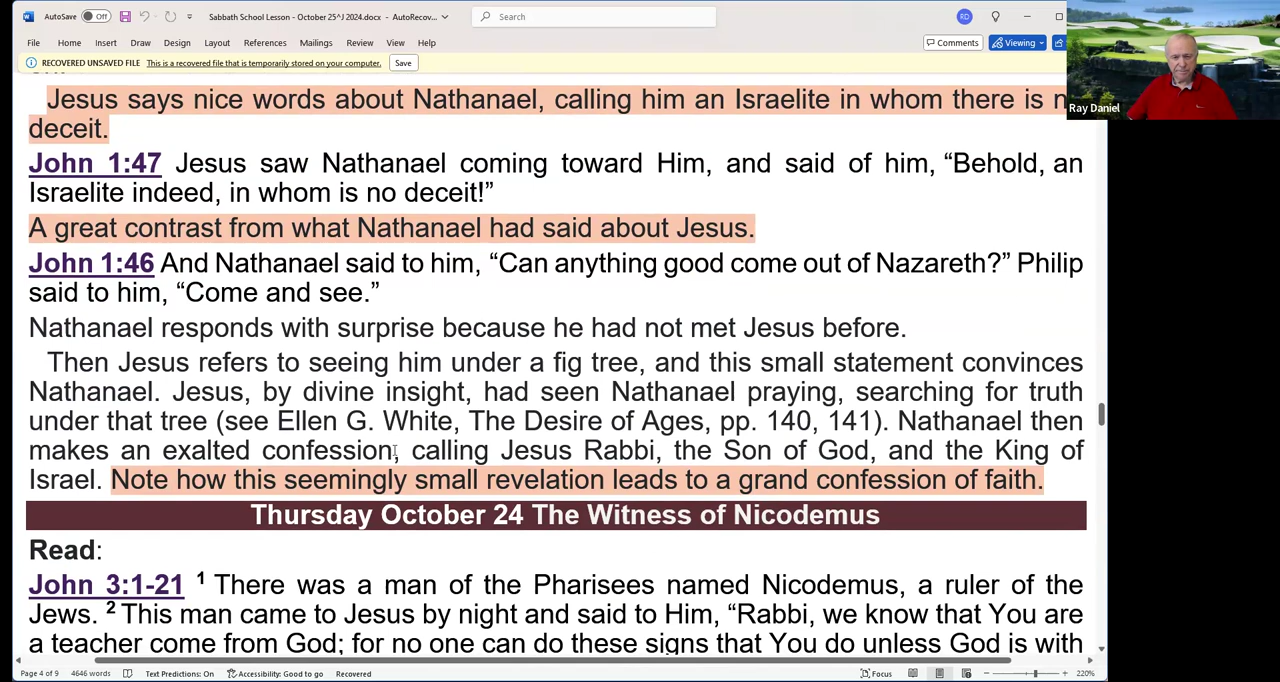 AutoSave Off Sabbath School Lesson - October 25^J 2024.docx - AutoRecov... Search RD
File Home Insert Draw Design Layout References Mailings Review View Help Comments Viewing
RECOVERED UNSAVED FILE This is a recovered file that is temporarily stored on your computer. Save
Ray Daniel
Jesus says nice words about Nathanael, calling him an Israelite in whom there is
deceit.
John 1:47 Jesus saw Nathanael coming toward Him, and said of him, “Behold, an
Israelite indeed, in whom is no deceit!”
A great contrast from what Nathanael had said about Jesus.
John 1:46 And Nathanael said to him, “Can anything good come out of Nazareth?” Philip
said to him, “Come and see.”
Nathanael responds with surprise because he had not met Jesus before.
Then Jesus refers to seeing him under a fig tree, and this small statement convinces
Nathanael. Jesus, by divine insight, had seen Nathanael praying, searching for truth
under that tree (see Ellen G. White, The Desire of Ages, pp. 140, 141). Nathanael then
makes an exalted confession, calling Jesus Rabbi, the Son of God, and the King of
Israel. Note how this seemingly small revelation leads to a grand confession of faith.
Thursday October 24 The Witness of Nicodemus
Read:
John 3:1-21 1 There was a man of the Pharisees named Nicodemus, a ruler of the
Jews. 2 This man came to Jesus by night and said to Him, “Rabbi, we know that You are
a teacher come from God; for no one can do these signs that You do unless God is with
Page 4 of 9 4646 words Text Predictions: On Accessibility: Good to go Recovered Focus 220%